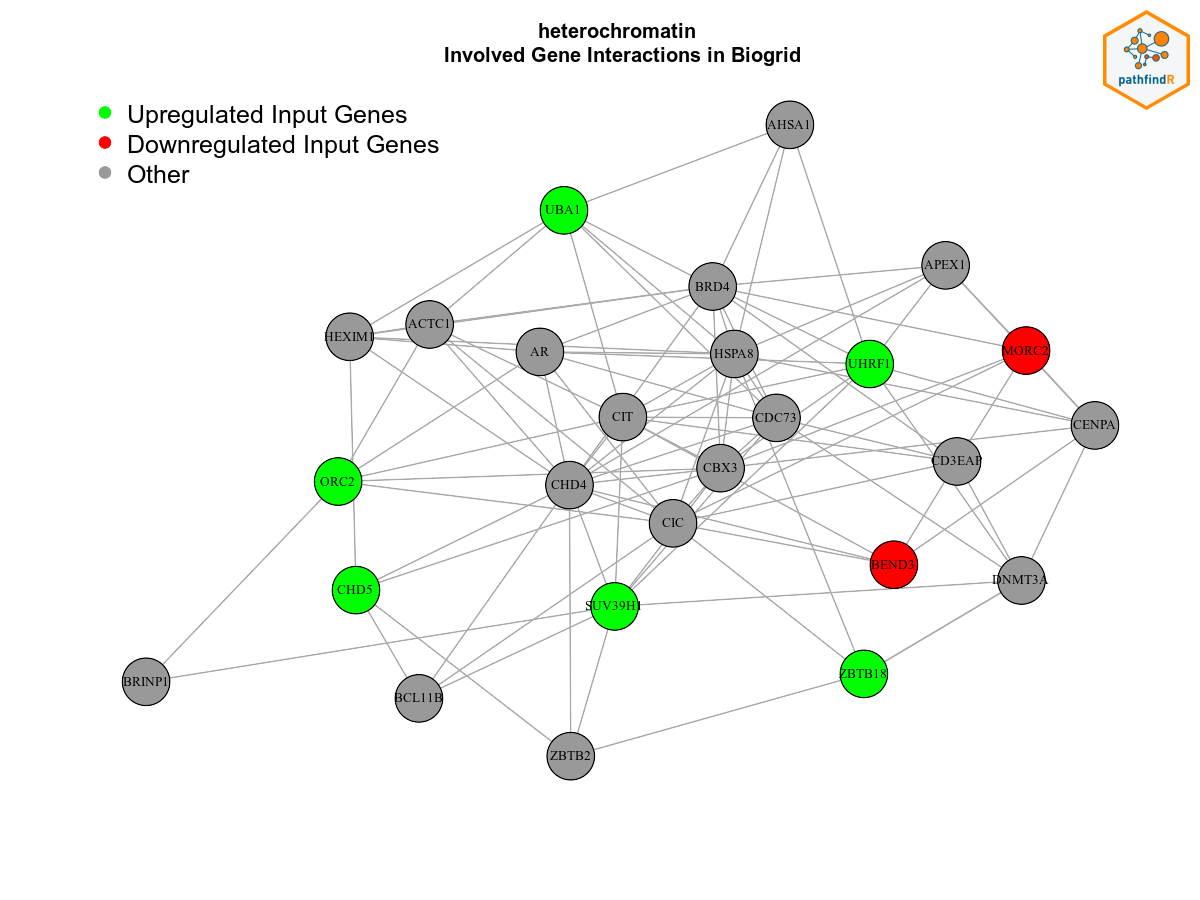 heterochromatin
Involved Gene Interactions in Biogrid
pathfindR
Upregulated Input Genes
Downregulated Input Genes
Other
AHSA1
UBA1
APEX1
BRD4
ACTC1
HEXIM1
AR
HSPA8
UHRF1
MORC2
CIT
CDC73
CENPA
CBX3
CD3EAP
ORC2
CHD4
CIC
BEND3
DNMT3A
CHD5
SUV39H1
ZBTB18
BRINP1
BCL11B
ZBTB2